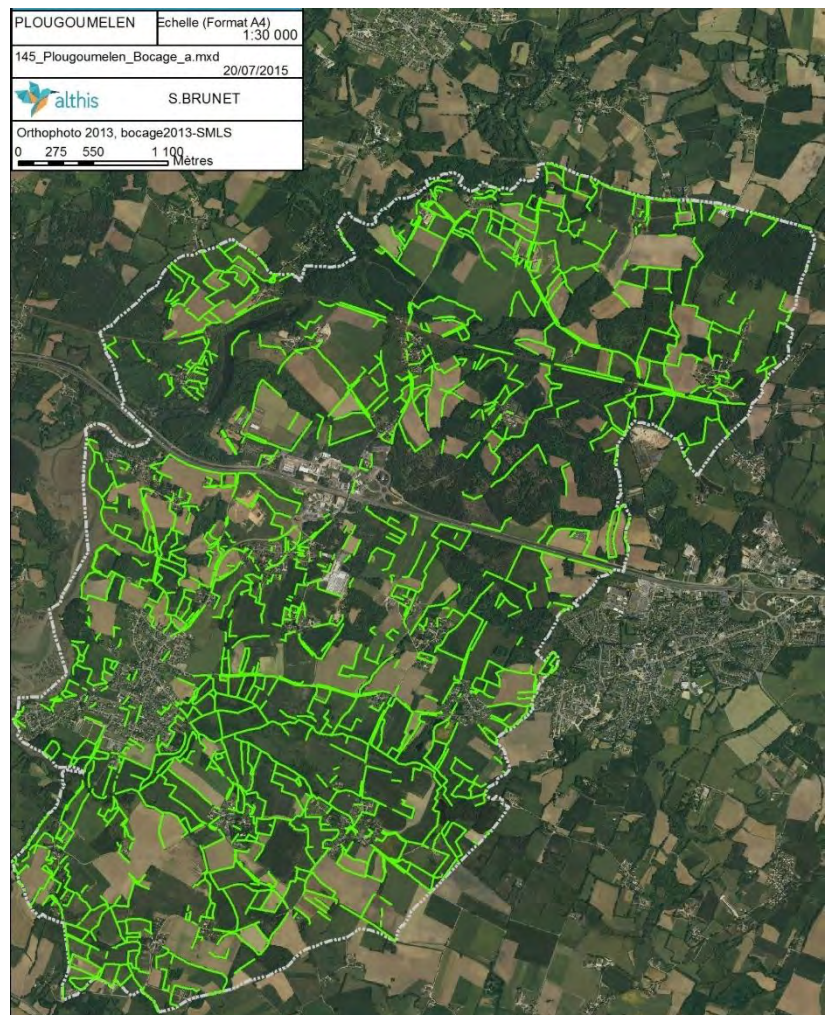 PLOUGOUMELEN
Echelle (Format A4)
1:30 000
145_Plougoumelen_Bocage_a.mxd
20/07/2015
althis
S.BRUNET
Orthophoto 2013, bocage2013-SMLS
0 275 550 1 100
Mètres